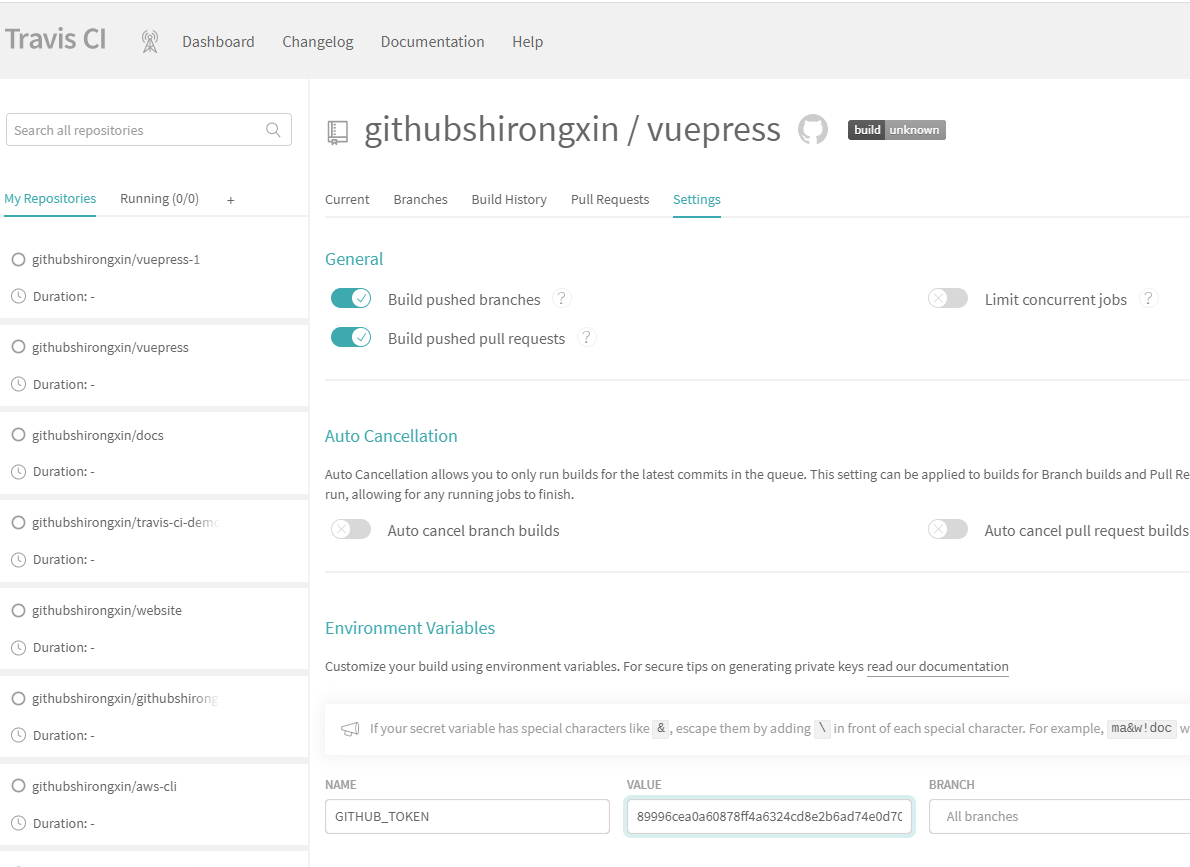 Travis CI Dashboard Changelog Documentation Help
Search all repositories
My Repositories Running (0/0) +
githubshirongxin/vuepress-1
Duration: -
githubshirongxin/vuepress
Duration: -
githubshirongxin/docs
Duration: -
githubshirongxin/travis-ci-demo
Duration: -
githubshirongxin/website
Duration: -
githubshirongxin/githubshirong
Duration: -
githubshirongxin/aws-cli
Duration: -
githubshirongxin / vuepress build unknown
Current Branches Build History Pull Requests Settings
General
Build pushed branches ? Limit concurrent jobs ?
Build pushed pull requests ?
Auto Cancellation
Auto Cancellation allows you to only run builds for the latest commits in the queue. This setting can be applied to builds for Branch builds and Pull Re
run, allowing for any running jobs to finish.
Auto cancel branch builds Auto cancel pull request builds
Environment Variables
Customize your build using environment variables. For secure tips on generating private keys read our documentation
If your secret variable has special characters like & , escape them by adding \ in front of each special character. For example, ma&w!doc w
NAME VALUE BRANCH
GITHUB_TOKEN 89996cea0a60878ff4a6324cd8e2b6ad74e0d70 All branches